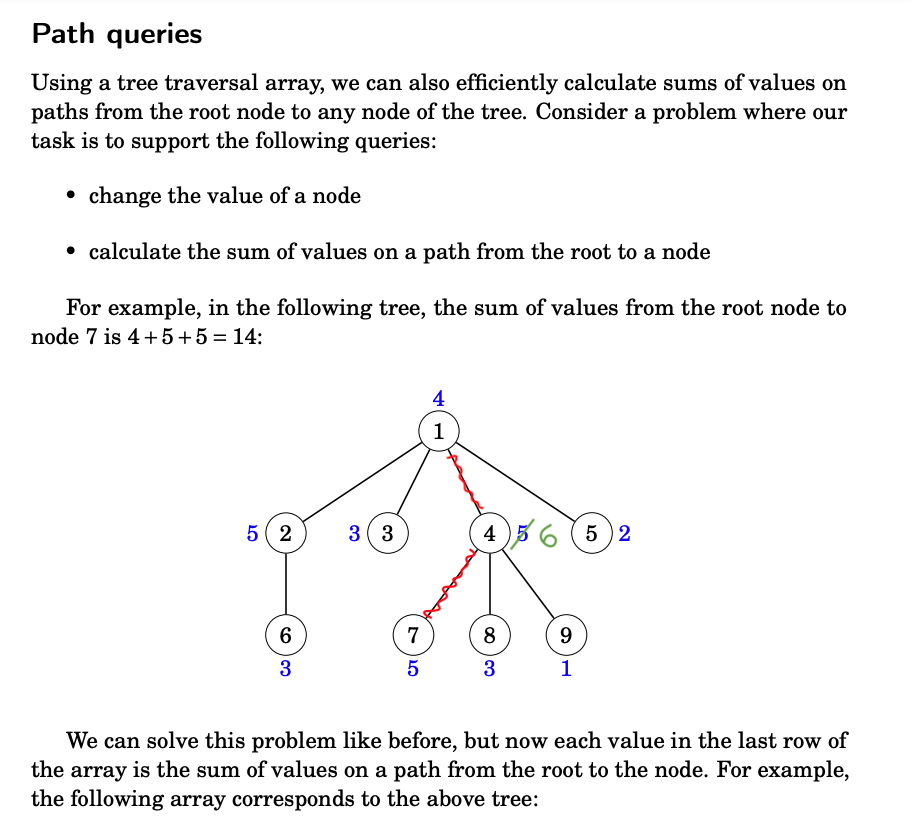 Path queries
Using a tree traversal array, we can also efficiently calculate sums of values on
paths from the root node to any node of the tree. Consider a problem where our
task is to support the following queries:
• change the value of a node
• calculate the sum of values on a path from the root to a node
For example, in the following tree, the sum of values from the root node to
node 7 is 4+5+5 = 14:
4
1
5 2 3 3 4 5 6 5 2
6 7 8 9
3 5 3 1
We can solve this problem like before, but now each value in the last row of
the array is the sum of values on a path from the root to the node. For example,
the following array corresponds to the above tree: